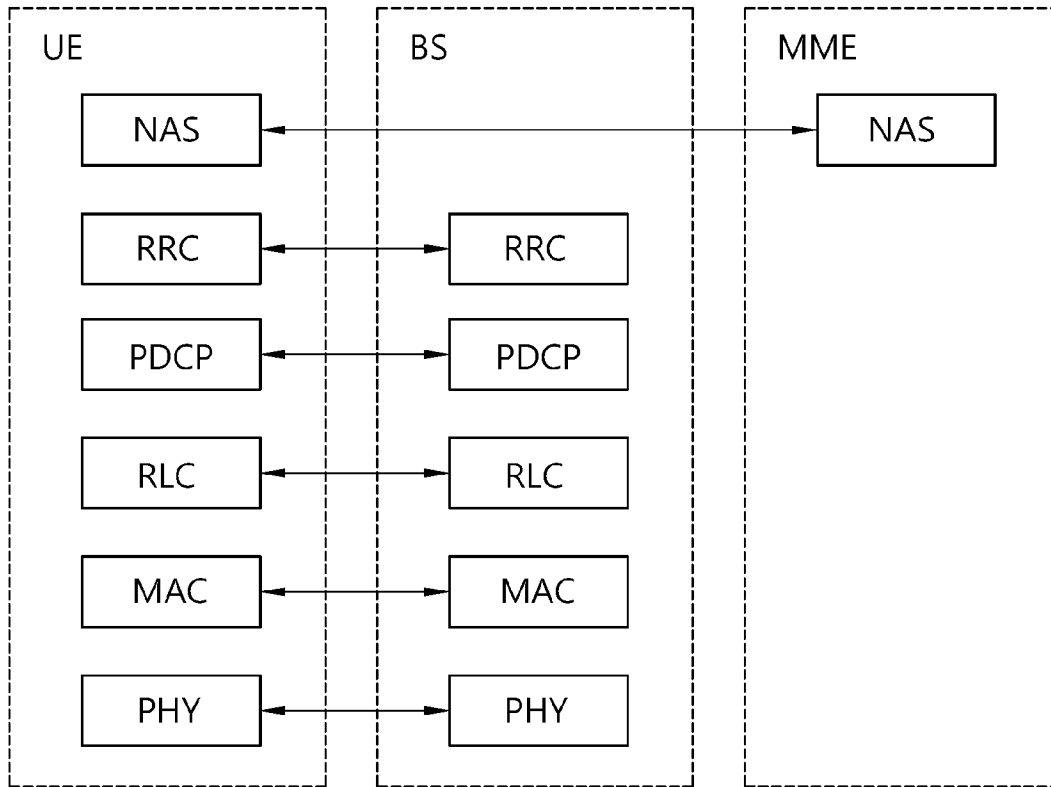 UE
BS
MME
NAS
NAS
RRC
RRC
PDCP
PDCP
RLC
RLC
MAC
MAC
PHY
PHY